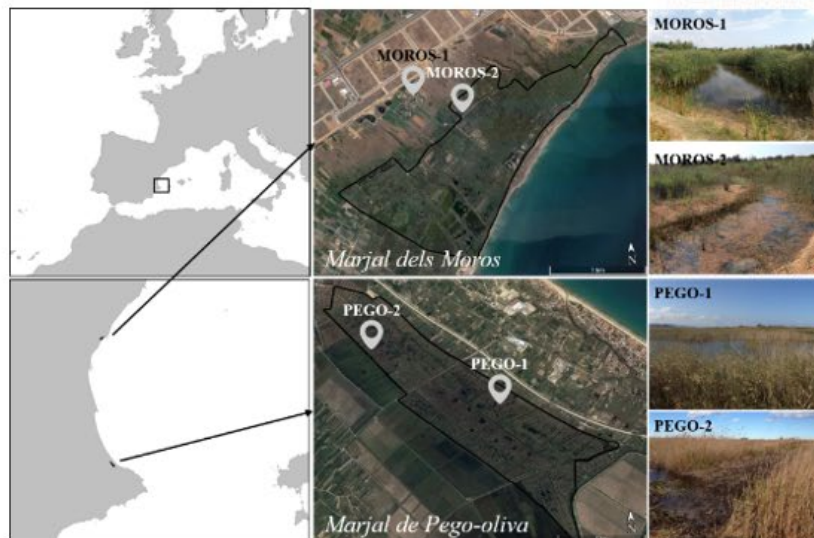 MOROS-1
MOROS-2
Marjal dels Moros
N
MOROS-1
MOROS-2
PEGO-2
PEGO-1
Marjal de Pego-oliva
N
PEGO-1
PEGO-2